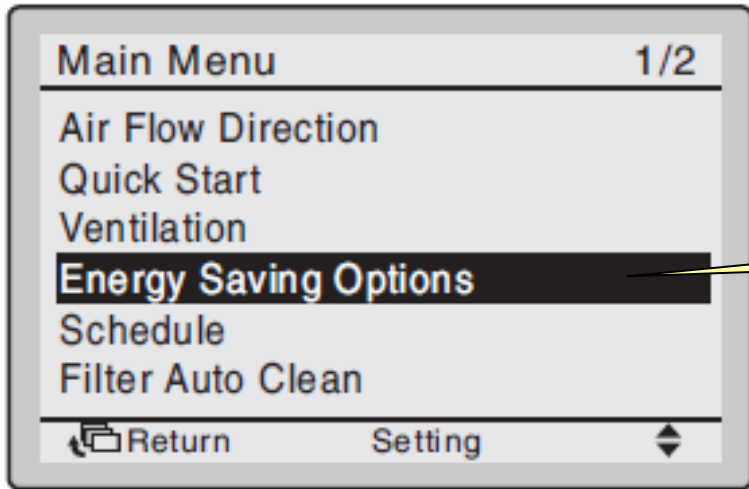 Main Menu 1/2
Air Flow Direction
Quick Start
Ventilation
Energy Saving Options
Schedule
Filter Auto Clean
Return Setting